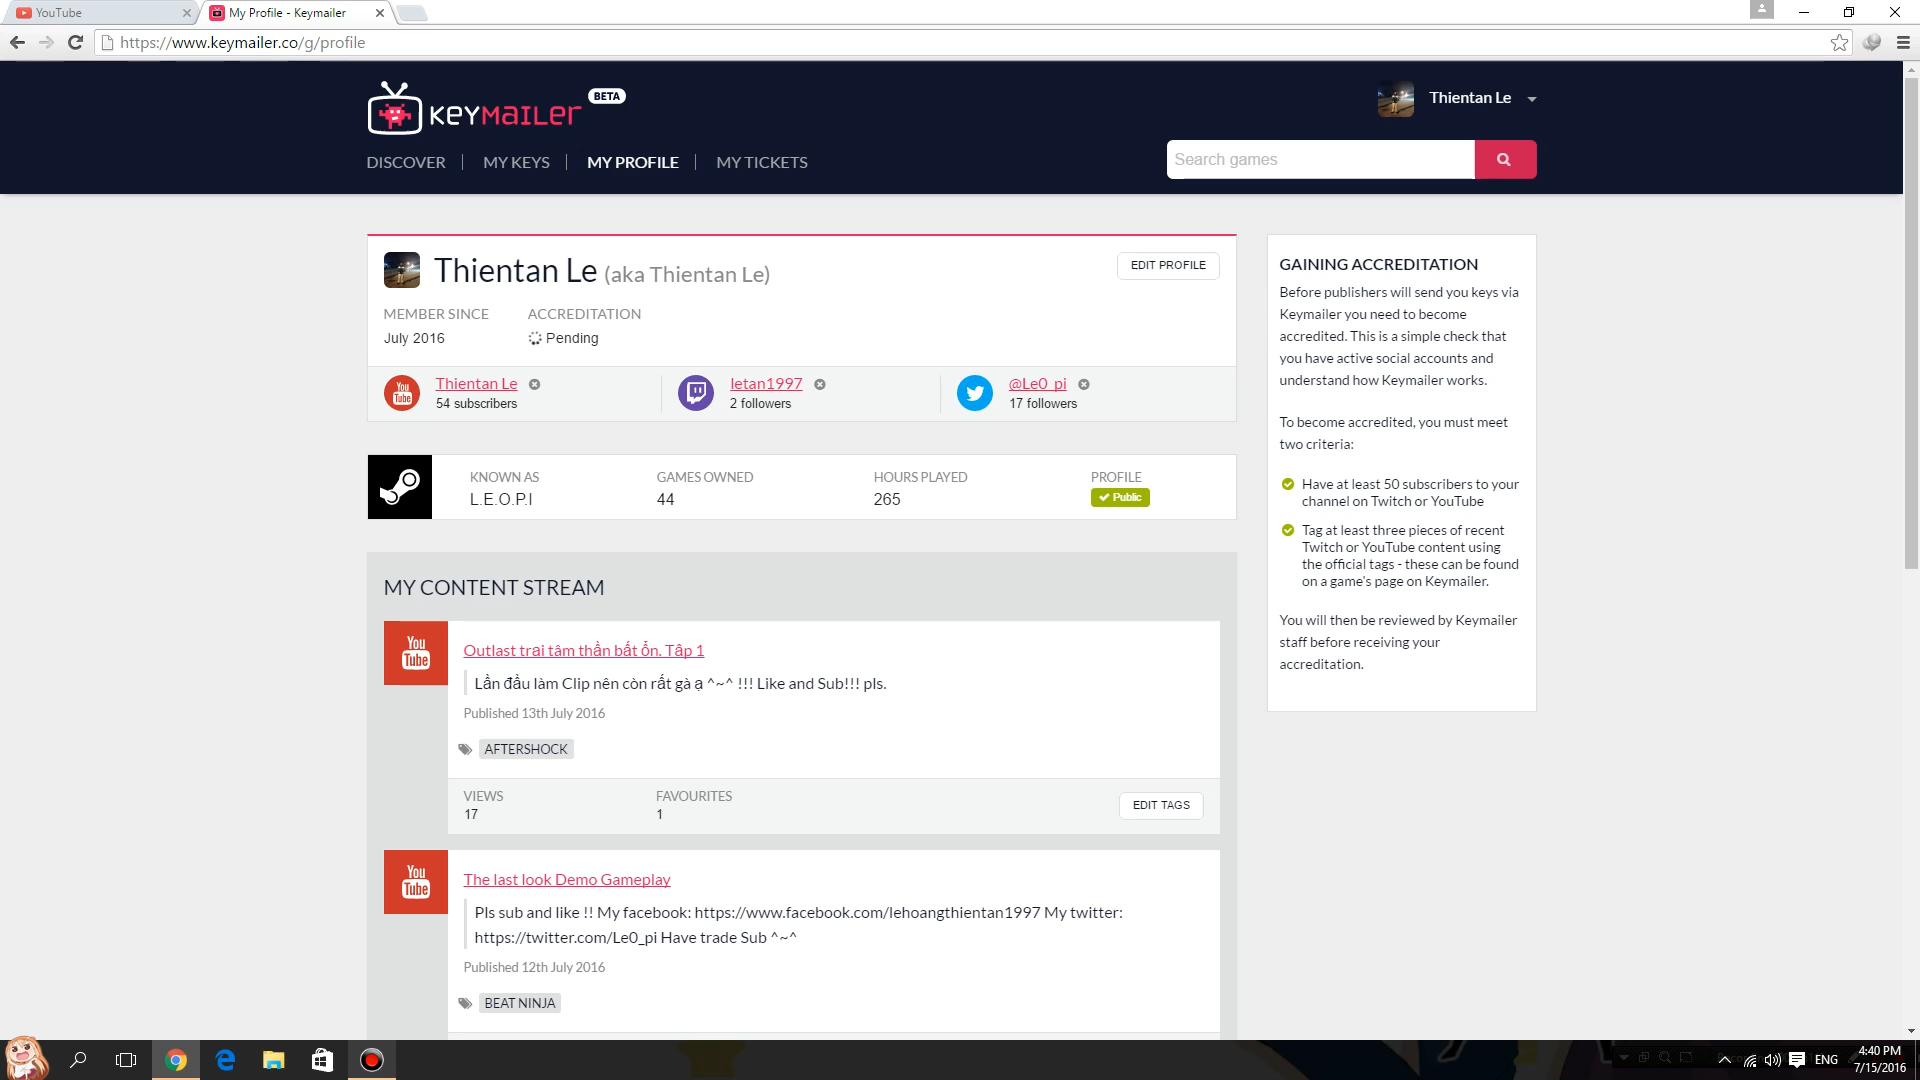 YouTube
My Profile - Keymailer
https://www.keymailer.co/g/profile
KEYMAILER BETA
Thientan Le
DISCOVER | MY KEYS | MY PROFILE | MY TICKETS
Search games
Thientan Le (aka Thientan Le)
EDIT PROFILE
MEMBER SINCE
July 2016
ACCREDITATION
Pending
You Tube
Thientan Le
54 subscribers
letan1997
2 followers
@Le0_pi
17 followers
KNOWN AS
L.E.O.P.I
GAMES OWNED
44
HOURS PLAYED
265
PROFILE
Public
MY CONTENT STREAM
You Tube
Outlast trại tâm thần bất ổn. Tập 1
Lần đầu làm Clip nên còn rất gà ạ ^~^ !!! Like and Sub!!! pls.
Published 13th July 2016
AFTERSHOCK
VIEWS
17
FAVOURITES
1
EDIT TAGS
You Tube
The last look Demo Gameplay
Pls sub and like !! My facebook: https://www.facebook.com/lehoangthientan1997 My twitter:
https://twitter.com/Le0_pi Have trade Sub ^~^
Published 12th July 2016
BEAT NINJA
GAINING ACCREDITATION
Before publishers will send you keys via
Keymailer you need to become
accredited. This is a simple check that
you have active social accounts and
understand how Keymailer works.
To become accredited, you must meet
two criteria:
Have at least 50 subscribers to your
channel on Twitch or YouTube
Tag at least three pieces of recent
Twitch or YouTube content using
the official tags - these can be found
on a game's page on Keymailer.
You will then be reviewed by Keymailer
staff before receiving your
accreditation.
ENG
4:40 PM
7/15/2016